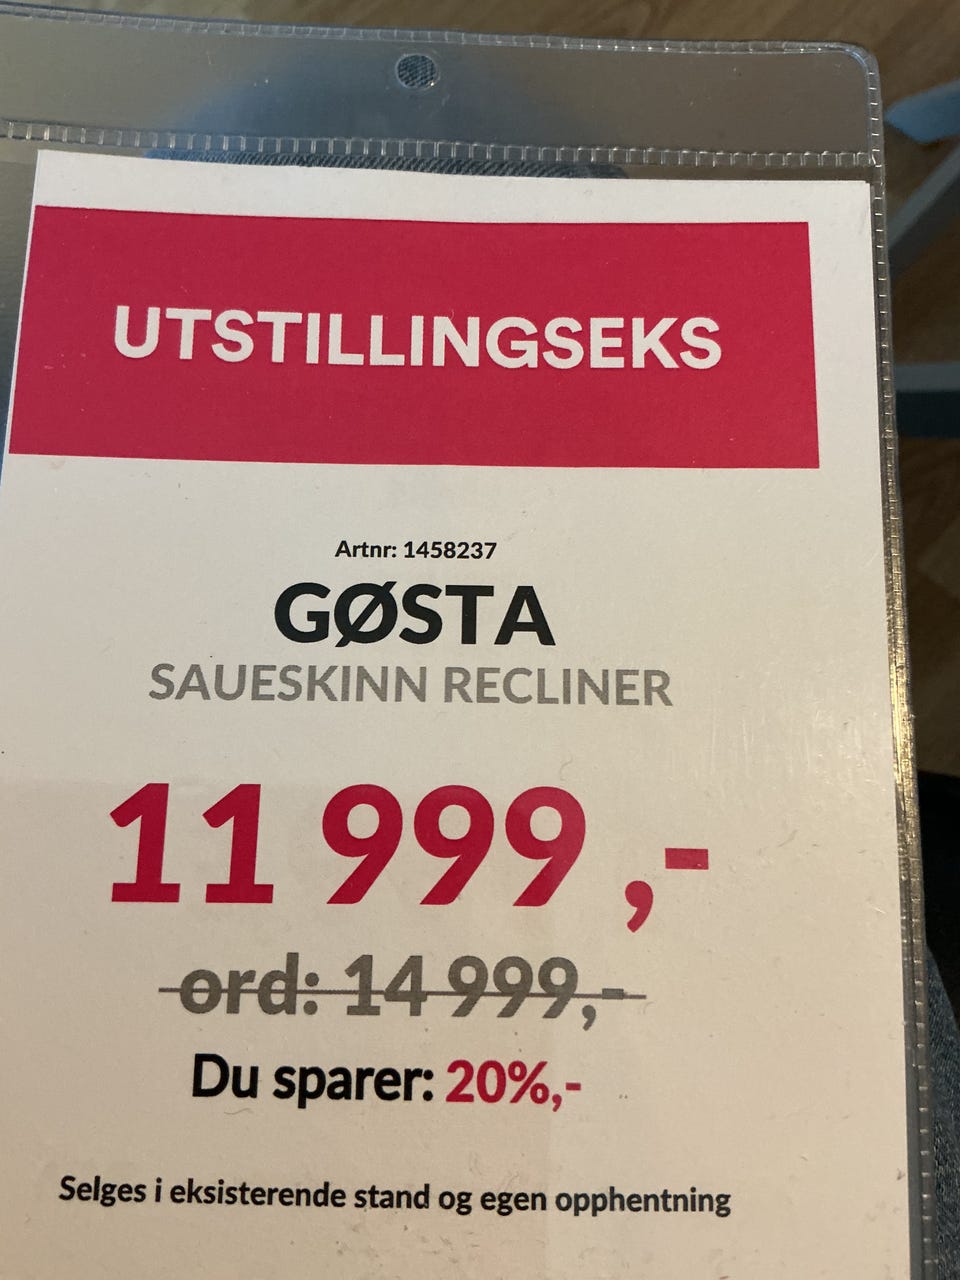 UTSTILLINGSEKS
Artnr: 1458237
GØSTA
SAUESKINN RECLINER
11 999 ,-
ord: 14 999,-
Du sparer: 20%,-
Selges i eksisterende stand og egen opphentning